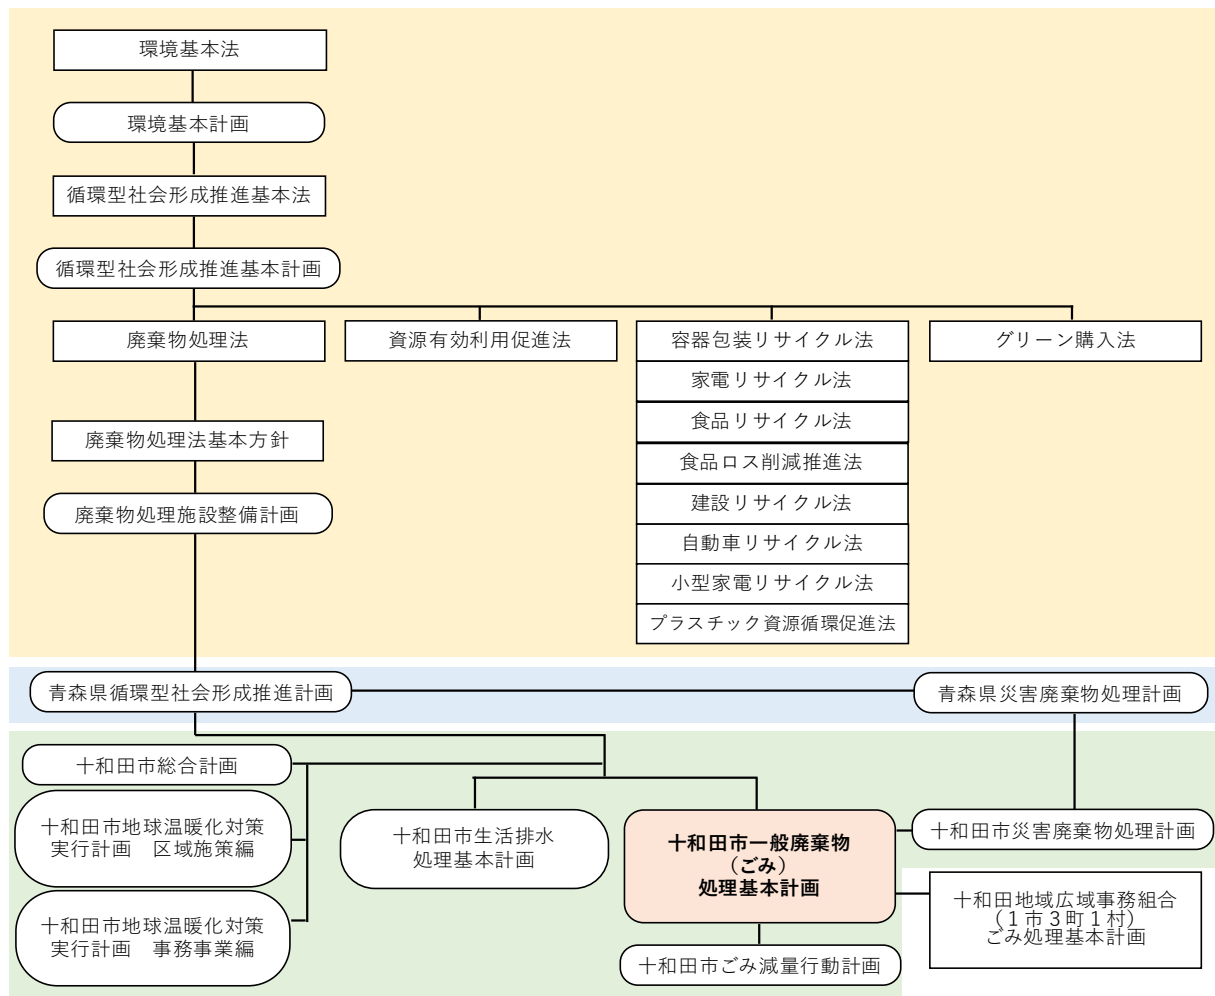 環境基本法
環境基本計画
循環型社会形成推進基本法
循環型社会形成推進基本計画
廃棄物処理法
資源有効利用促進法
容器包装リサイクル法
グリーン購入法
家電リサイクル法
食品リサイクル法
廃棄物処理法基本方針
食品ロス削減推進法
建設リサイクル法
廃棄物処理施設整備計画
自動車リサイクル法
小型家電リサイクル法
プラスチック資源循環促進法
青森県循環型社会形成推進計画
青森県災害廃棄物処理計画
十和田市総合計画
十和田市地球温暖化対策
実行計画　区域施策編
十和田市生活排水
処理基本計画
十和田市一般廃棄物
（ごみ）
処理基本計画
十和田市災害廃棄物処理計画
十和田市地球温暖化対策
実行計画　事務事業編
十和田地域広域事務組合
（１市３町１村）
ごみ処理基本計画
十和田市ごみ減量行動計画